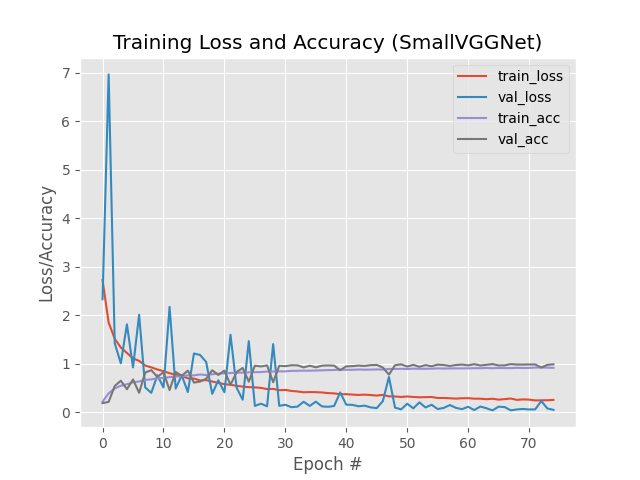 Training Loss and Accuracy (SmallVGGNet)
train_loss
val_loss
train_acc
val_acc
Loss/Accuracy
7
6
5
4
3
2
1
0
0 10 20 30 40 50 60 70
Epoch #